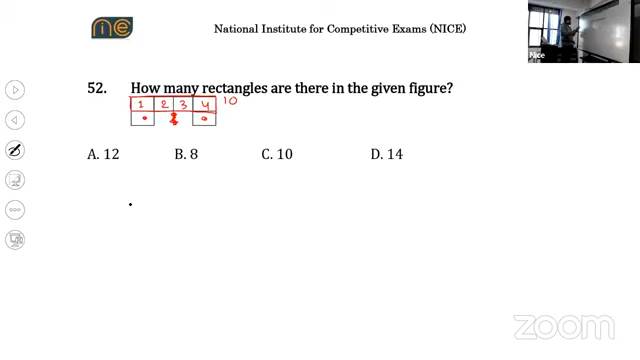 nie
National Institute for Competitive Exams (NICE)
Nice
52. How many rectangles are there in the given figure?
1 2 3 4 10
A. 12 B. 8 C. 10 D. 14
zoom